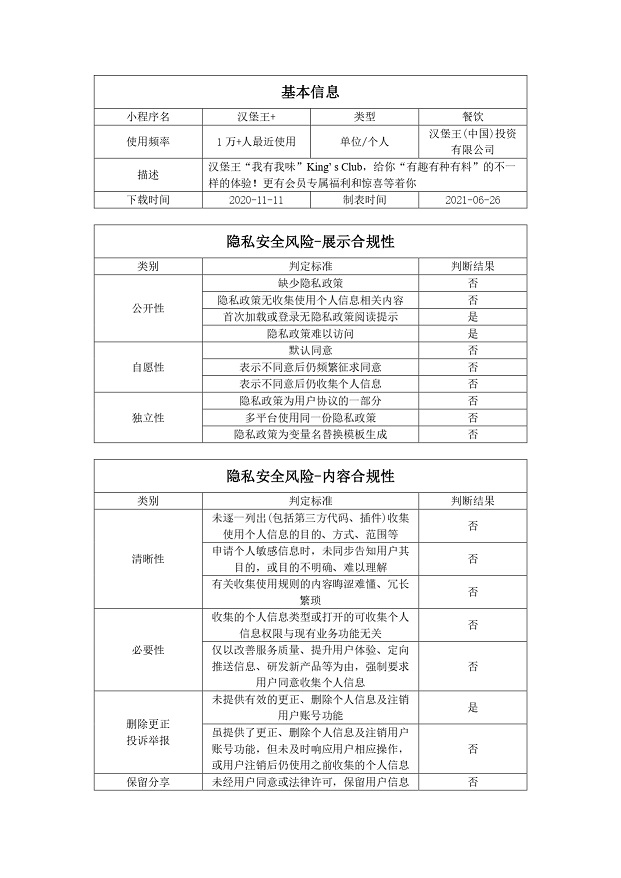 基本信息
小程序名 汉堡王+ 类型 餐饮
使用频率 1 万+人最近使用 单位/个人 汉堡王(中国)投资
有限公司
描述 汉堡王“我有我味”King’s Club，给你“有趣有种有料”的不一
样的体验！更有会员专属福利和惊喜等着你
下载时间 2020-11-11 制表时间 2021-06-26
隐私安全风险-展示合规性
类别 判定标准 判断结果
公开性 缺少隐私政策 否
隐私政策无收集使用个人信息相关内容 否
首次加载或登录无隐私政策阅读提示 是
隐私政策难以访问 是
自愿性 默认同意 否
表示不同意后仍频繁征求同意 否
表示不同意后仍收集个人信息 否
独立性 隐私政策为用户协议的一部分 否
多平台使用同一份隐私政策 否
隐私政策为变量名替换模板生成 否
隐私安全风险-内容合规性
类别 判定标准 判断结果
清晰性 未逐一列出(包括第三方代码、插件)收集
使用个人信息的目的、方式、范围等 否
申请个人敏感信息时，未同步告知用户其
目的，或目的不明确、难以理解 否
有关收集使用规则的内容晦涩难懂、冗长
繁琐 否
必要性 收集的个人信息类型或打开的可收集个人
信息权限与现有业务功能无关 否
仅以改善服务质量、提升用户体验、定向
推送信息、研发新产品等为由，强制要求
用户同意收集个人信息 否
删除更正
投诉举报 未提供有效的更正、删除个人信息及注销
用户账号功能 是
虽提供了更正、删除个人信息及注销用户
账号功能，但未及时响应用户相应操作，
或用户注销后仍使用之前收集的个人信息 否
保留分享 未经用户同意或法律许可，保留用户信息 否